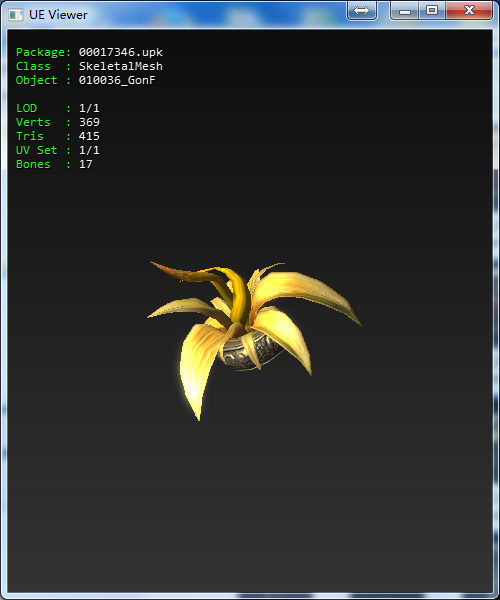 UE Viewer
Package: 00017346.upk
Class : SkeletalMesh
Object : 010036_GonF
LOD : 1/1
Verts : 369
Tris : 415
UV Set : 1/1
Bones : 17